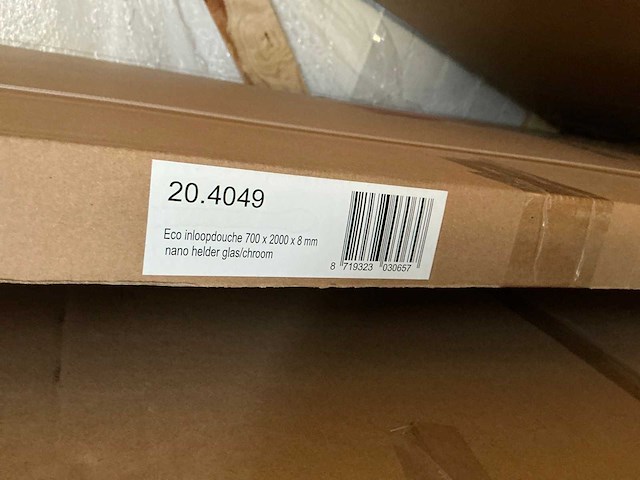 20.4049
Eco inloopdouche 700 x 2000 x 8 mm
nano helder glas/chroom
8 719323 030657